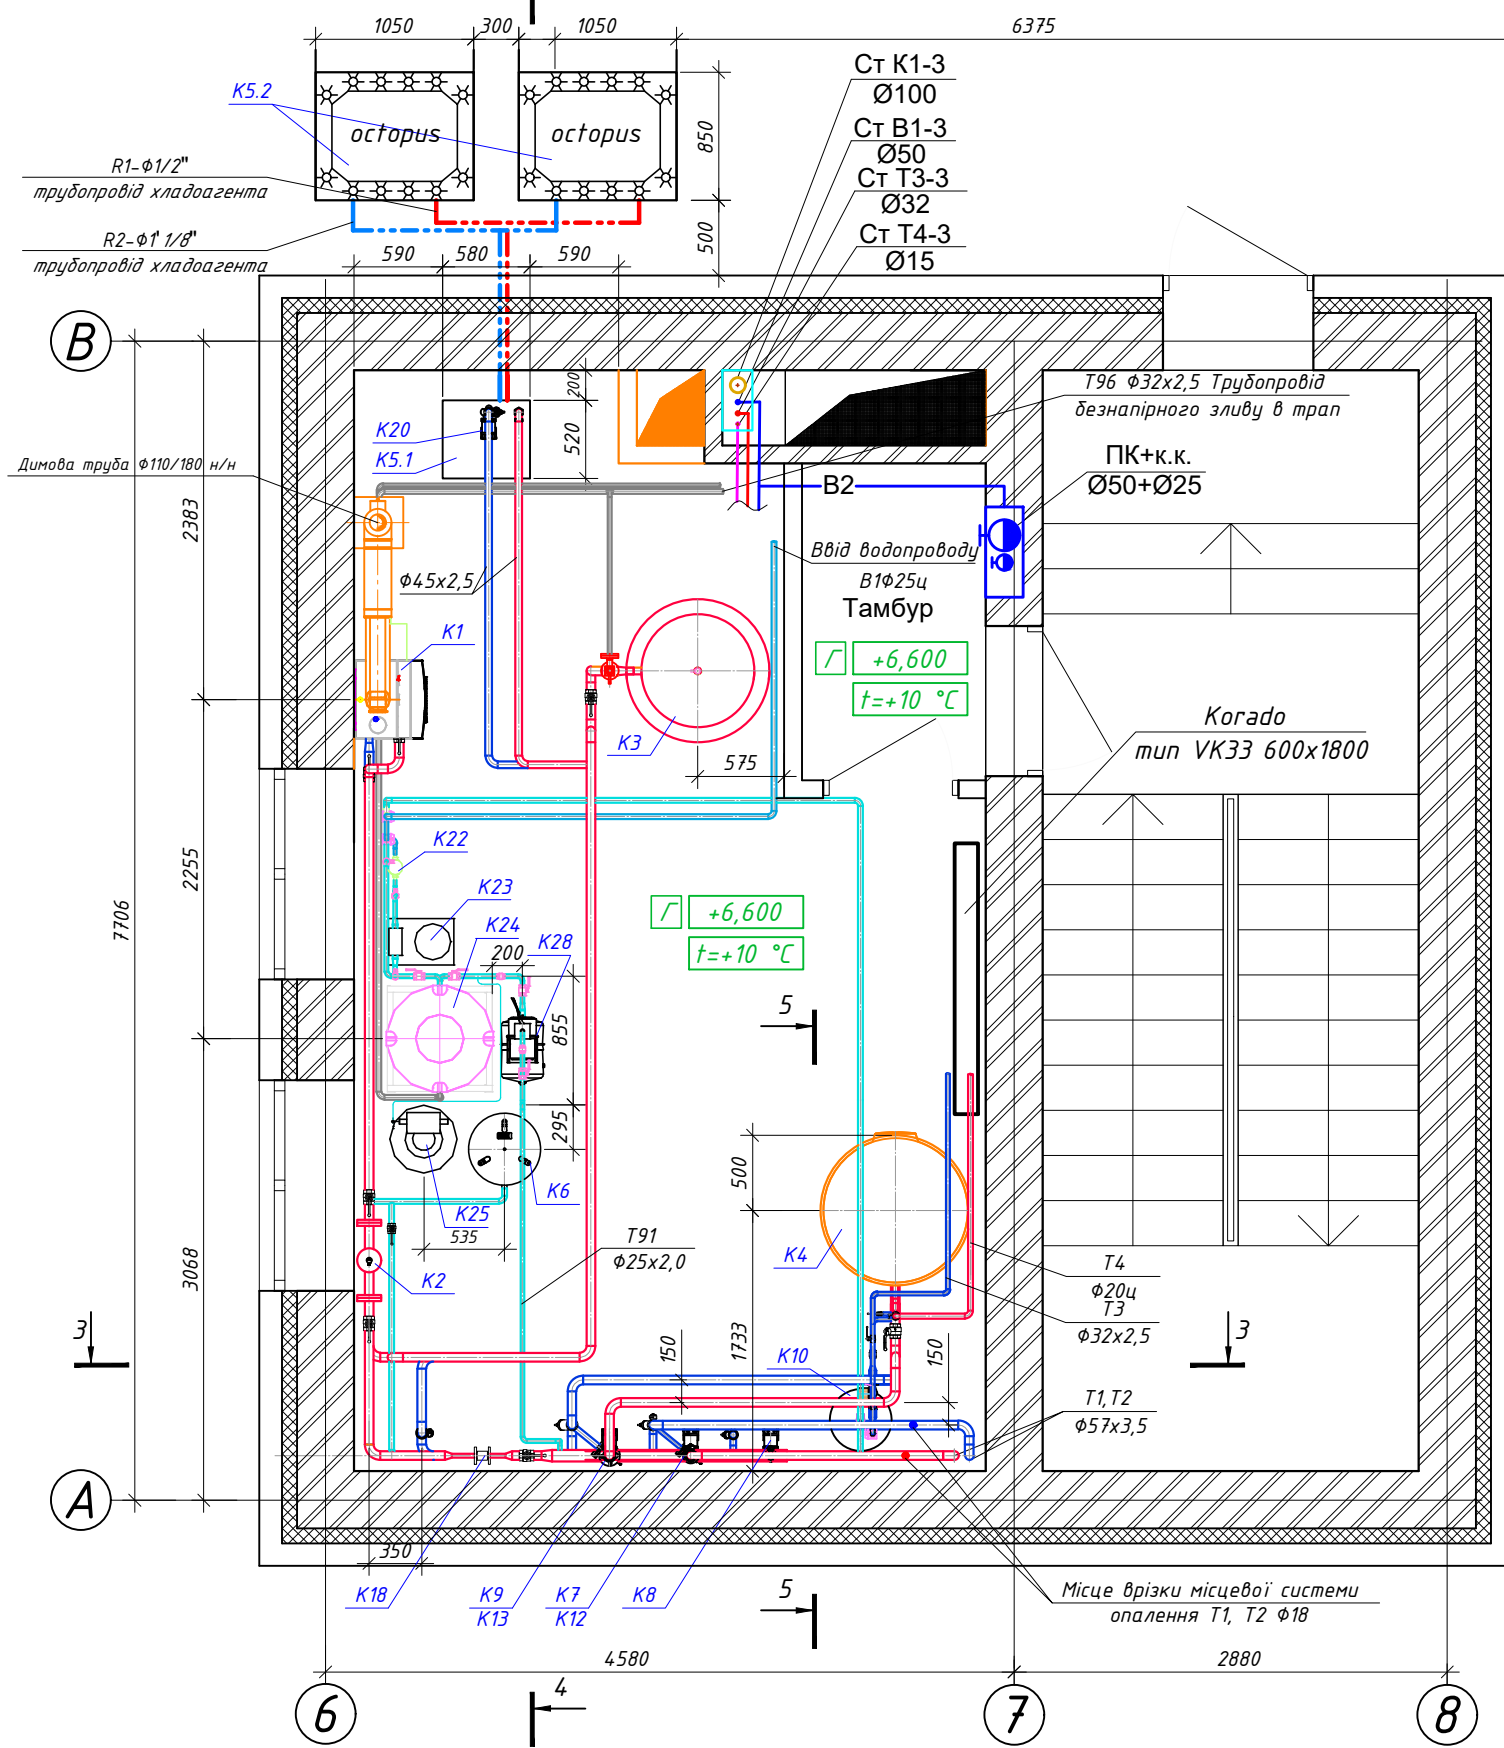 1050
300
1050
6375
Ст К1-3
Ø100
Ст В1-3
Ø50
Ст Т3-3
Ø32
Ст Т4-3
Ø15
К5.2
octopus
octopus
850
500
R1-Ф1/2"
трубопровід хладоагента
R2-Ф1' 1/8"
трубопровід хладоагента
590
580
590
В
200
520
К20
К5.1
Т96 Ф32х2,5 Трубопровід
безнапірного зливу в трап
Димова труба Ф110/180 н/н
ПК+к.к.
Ø50+Ø25
В2
2383
Ввід водопроводу
В1Ф25ц
Тамбур
Ф45х2,5
К1
Г
+6,600
t=+10 °C
К3
575
Korado
тип VK33 600х1800
К22
2255
7706
К23
К24
К28
200
Г
+6,600
t=+10 °C
855
5
295
500
К6
К25
535
Т91
Ф25х2,0
К4
К2
3068
Т4
Ф20ц
Т3
Ф32х2,5
3
3
150
1733
К10
150
Т1,Т2
Ф57х3,5
А
350
К18
К9
К13
К7
К12
К8
5
Місце врізки місцевої системи
опалення Т1, Т2 Ф18
4580
2880
4
6
7
8